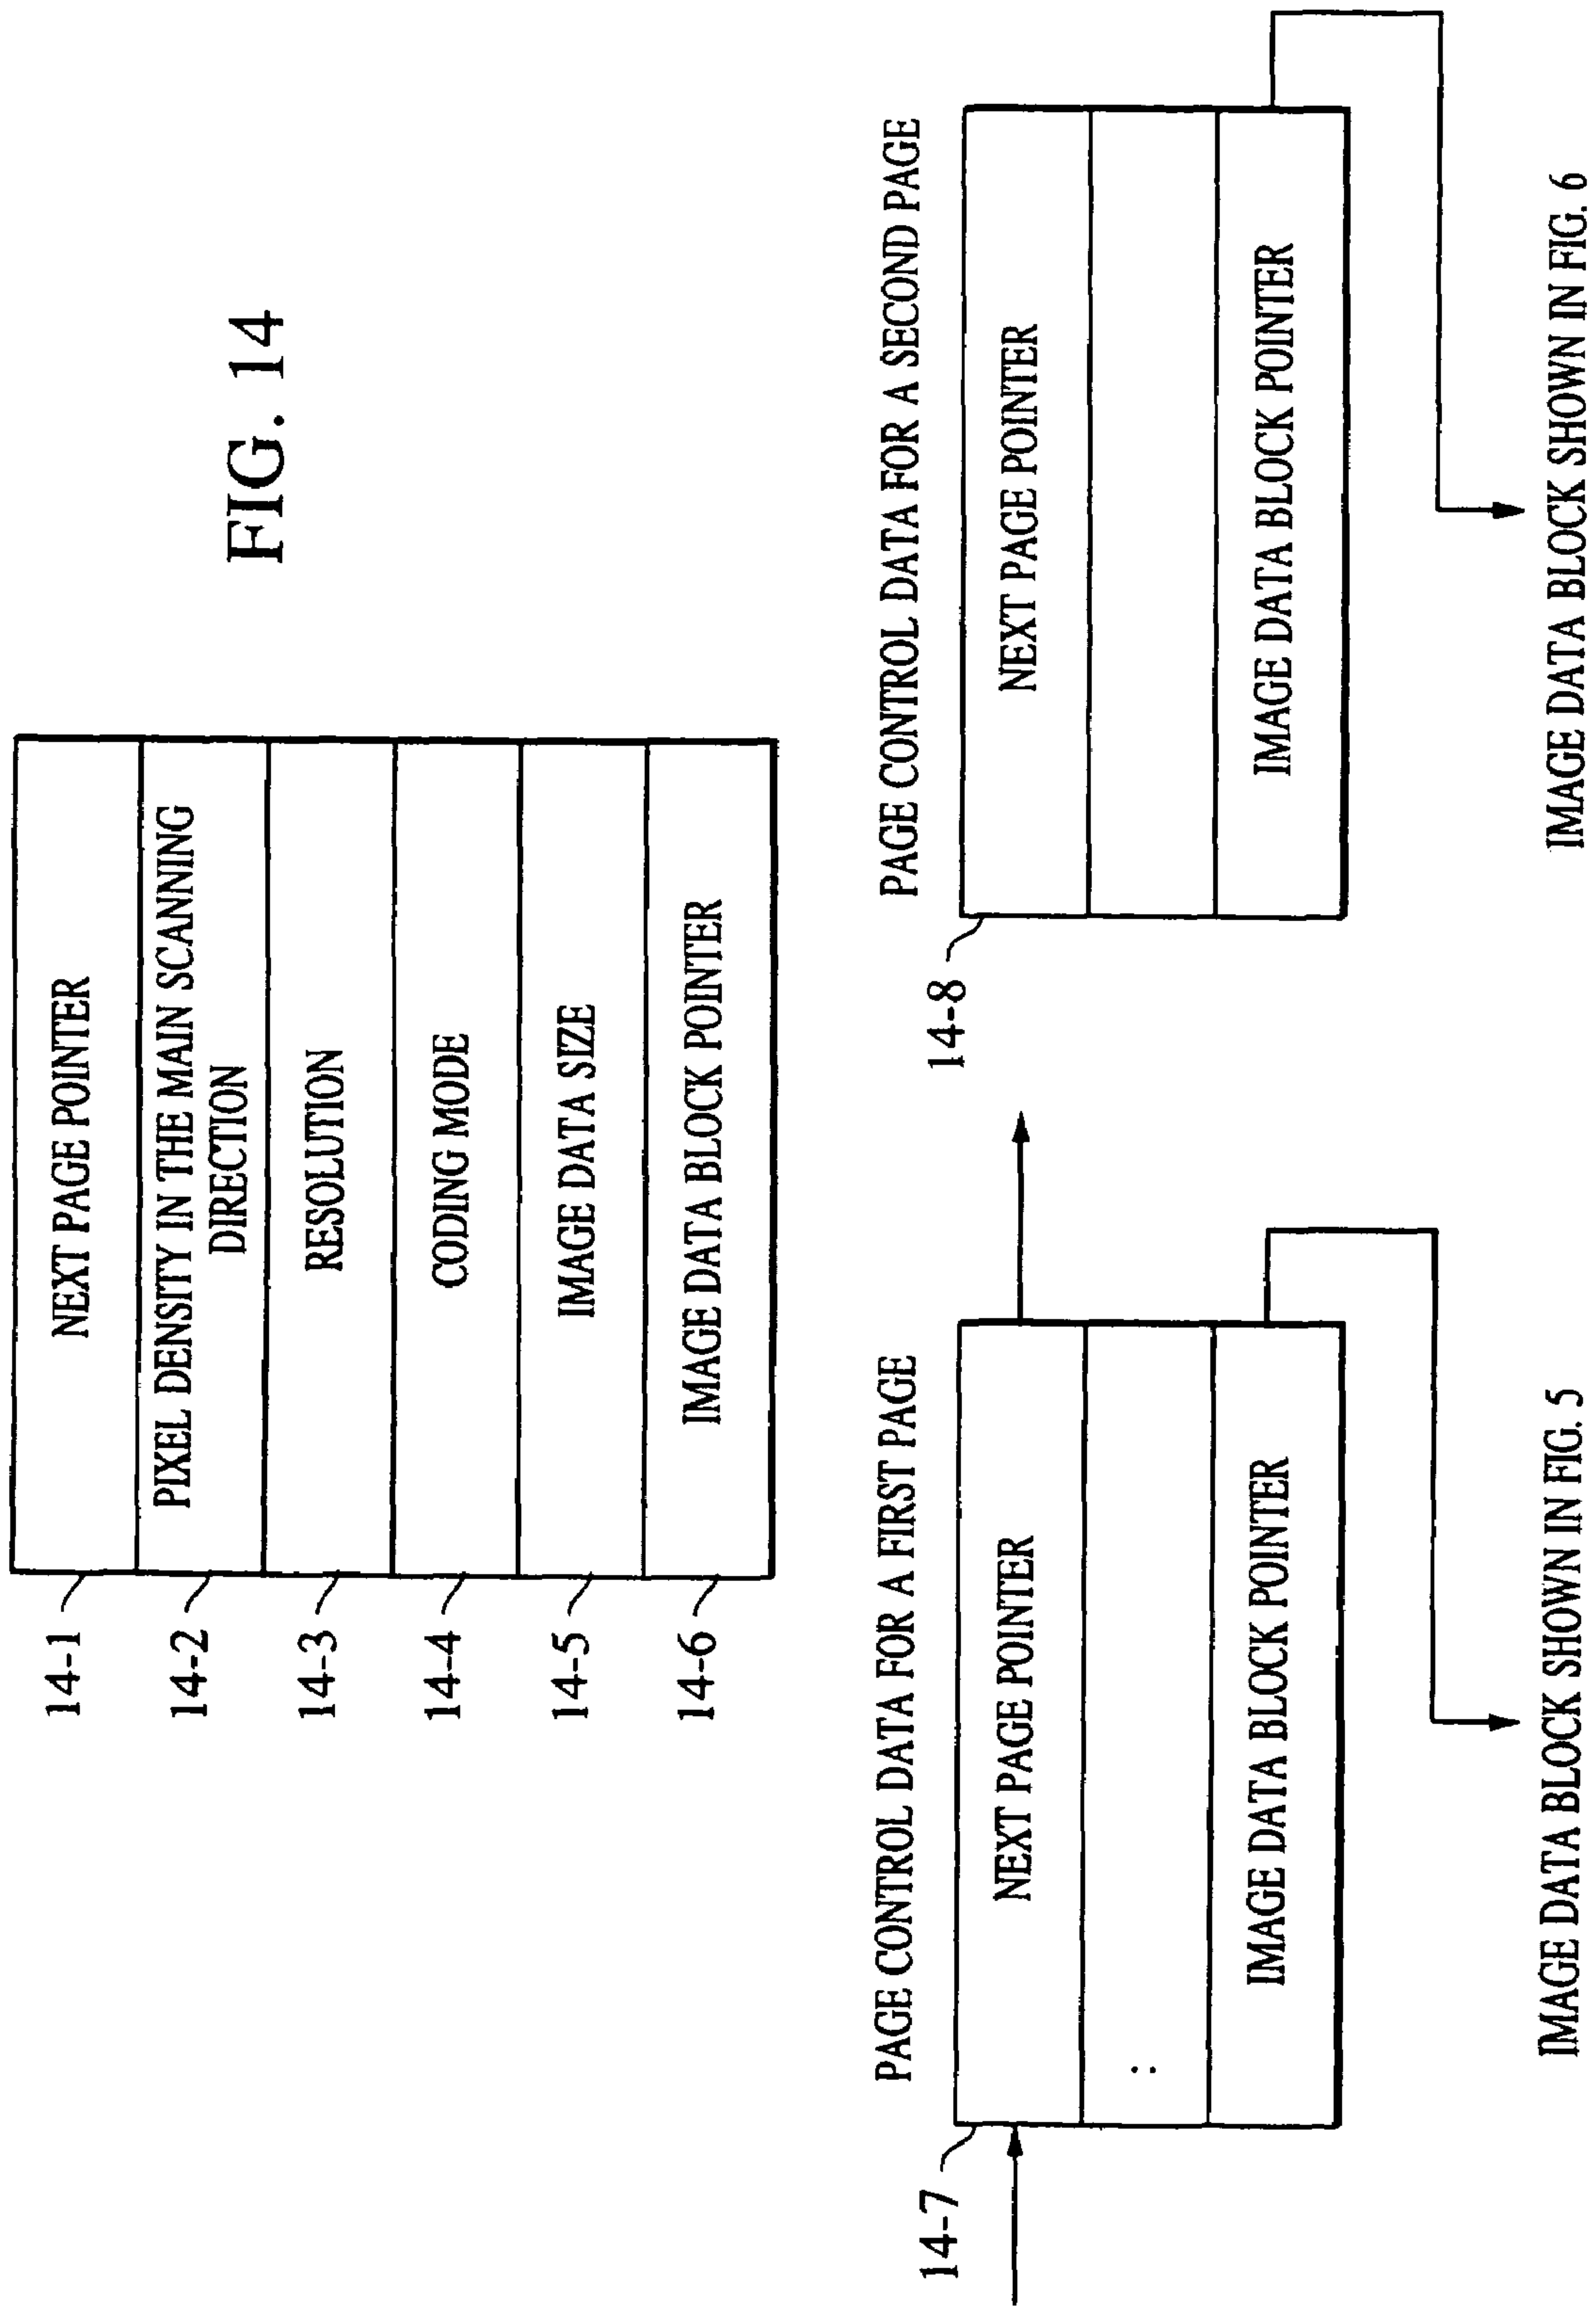 FIG. 14
14-1
NEXT PAGE POINTER
14-2
PIXEL DENSITY IN THE MAIN SCANNING
DIRECTION
14-3
RESOLUTION
14-4
CODING MODE
14-5
IMAGE DATA SIZE
14-6
IMAGE DATA BLOCK POINTER
PAGE CONTROL DATA FOR A FIRST PAGE
14-7
NEXT PAGE POINTER
:
IMAGE DATA BLOCK POINTER
IMAGE DATA BLOCK SHOWN IN FIG. 5
PAGE CONTROL DATA FOR A SECOND PAGE
14-8
NEXT PAGE POINTER
IMAGE DATA BLOCK POINTER
IMAGE DATA BLOCK SHOWN IN FIG. 6